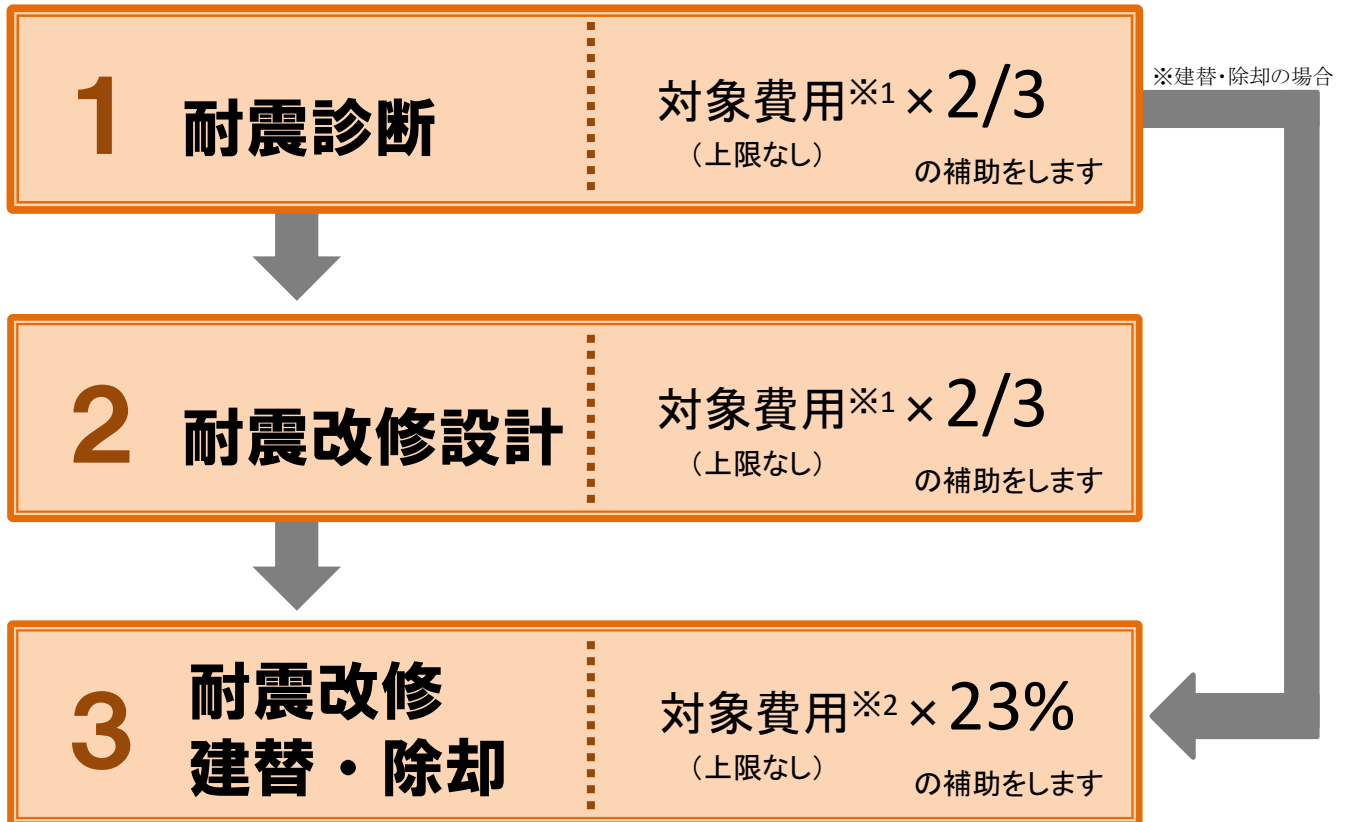 1 耐震診断
対象費用※1 × 2/3
（上限なし）
の補助をします
※建替・除却の場合
2 耐震改修設計
対象費用※1 × 2/3
（上限なし）
の補助をします
3 耐震改修
建替・除却
対象費用※2 × 23%
（上限なし）
の補助をします